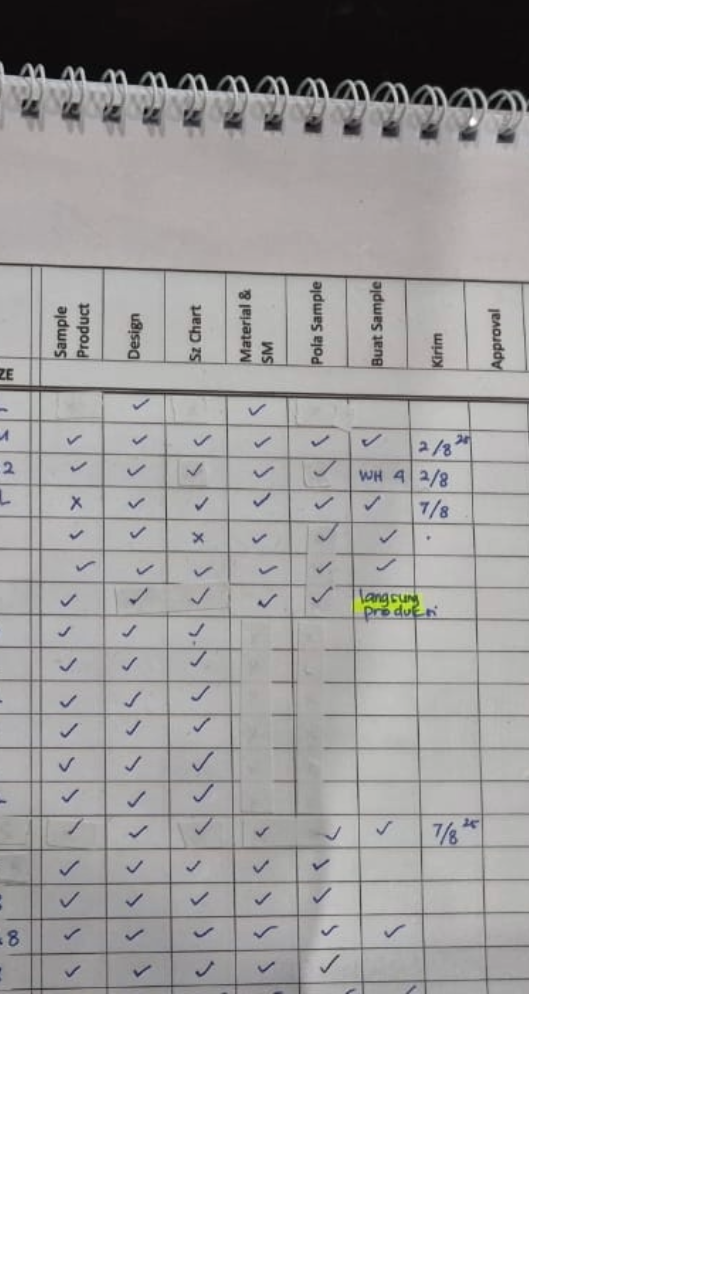 Sample Product
Design
Sz Chart
Material & SM
Pola Sample
Buat Sample
Kirim
Approval
ZE
✓ ✓
✓ ✓ ✓ ✓ ✓ ✓ 2/8 25
2 ✓ ✓ ✓ ✓ ✓ WH 4 2/8
L x ✓ ✓ ✓ ✓ ✓ 7/8
✓ ✓ x ✓ ✓ ✓
✓ ✓ ✓ ✓ ✓ ✓
✓ ✓ ✓ ✓ ✓ langsung
produksi
✓ ✓ ✓
✓ ✓ ✓
✓ ✓ ✓
✓ ✓ ✓
✓ ✓ ✓
✓ ✓ ✓
✓ ✓ ✓ ✓ ✓ ✓ 7/8 25
✓ ✓ ✓ ✓ ✓
✓ ✓ ✓ ✓ ✓
8 ✓ ✓ ✓ ✓ ✓ ✓
✓ ✓ ✓ ✓ ✓